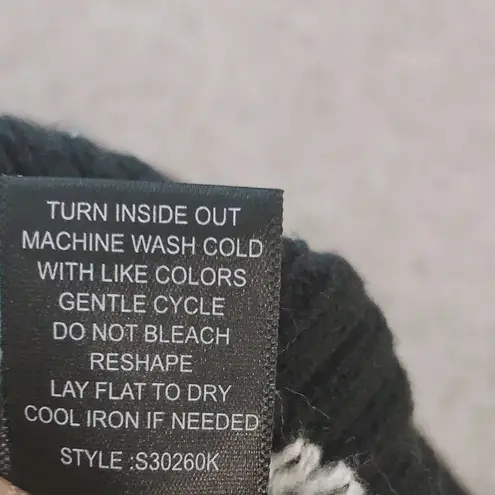 TURN INSIDE OUT
MACHINE WASH COLD
WITH LIKE COLORS
GENTLE CYCLE
DO NOT BLEACH
RESHAPE
LAY FLAT TO DRY
COOL IRON IF NEEDED
STYLE :S30260K